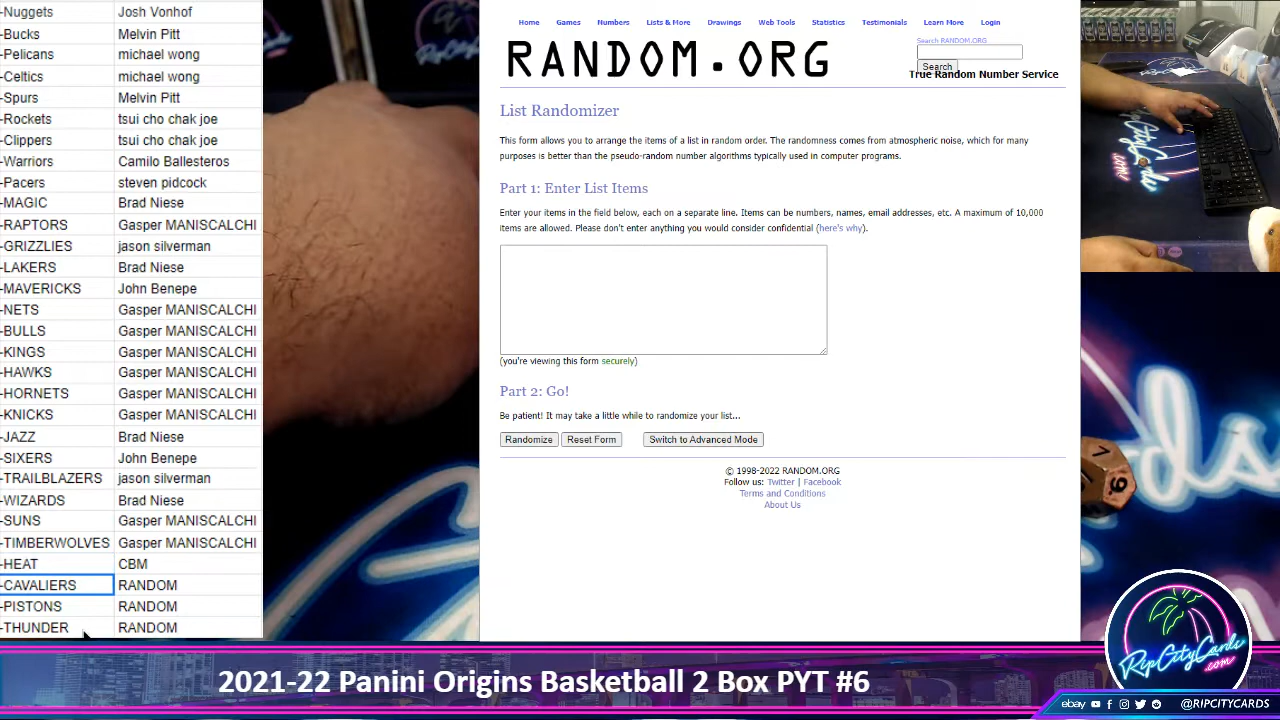 -Nuggets Josh Vonhof
-Bucks Melvin Pitt
-Pelicans michael wong
-Celtics michael wong
-Spurs Melvin Pitt
-Rockets tsui cho chak joe
-Clippers tsui cho chak joe
-Warriors Camilo Ballesteros
-Pacers steven pidcock
-MAGIC Brad Niese
-RAPTORS Gasper MANISCALCHI
-GRIZZLIES jason silverman
-LAKERS Brad Niese
-MAVERICKS John Benepe
-NETS Gasper MANISCALCHI
-BULLS Gasper MANISCALCHI
-KINGS Gasper MANISCALCHI
-HAWKS Gasper MANISCALCHI
-HORNETS Gasper MANISCALCHI
-KNICKS Gasper MANISCALCHI
-JAZZ Brad Niese
-SIXERS John Benepe
-TRAILBLAZERS jason silverman
-WIZARDS Brad Niese
-SUNS Gasper MANISCALCHI
-TIMBERWOLVES Gasper MANISCALCHI
-HEAT CBM
-CAVALIERS RANDOM
-PISTONS RANDOM
-THUNDER RANDOM
Home Games Numbers Lists & More Drawings Web Tools Statistics Testimonials Learn More Login
RANDOM.ORG
Search RANDOM.ORG
Search
True Random Number Service
List Randomizer
This form allows you to arrange the items of a list in random order. The randomness comes from atmospheric noise, which for many
purposes is better than the pseudo-random number algorithms typically used in computer programs.
Part 1: Enter List Items
Enter your items in the field below, each on a separate line. Items can be numbers, names, email addresses, etc. A maximum of 10,000
items are allowed. Please don't enter anything you would consider confidential (here's why).
(you're viewing this form securely)
Part 2: Go!
Be patient! It may take a little while to randomize your list...
Randomize Reset Form Switch to Advanced Mode
© 1998-2022 RANDOM.ORG
Follow us: Twitter | Facebook
Terms and Conditions
About Us
2021-22 Panini Origins Basketball 2 Box PYT #6
RipCityCards
.com
ebay @RIPCITYCARDS